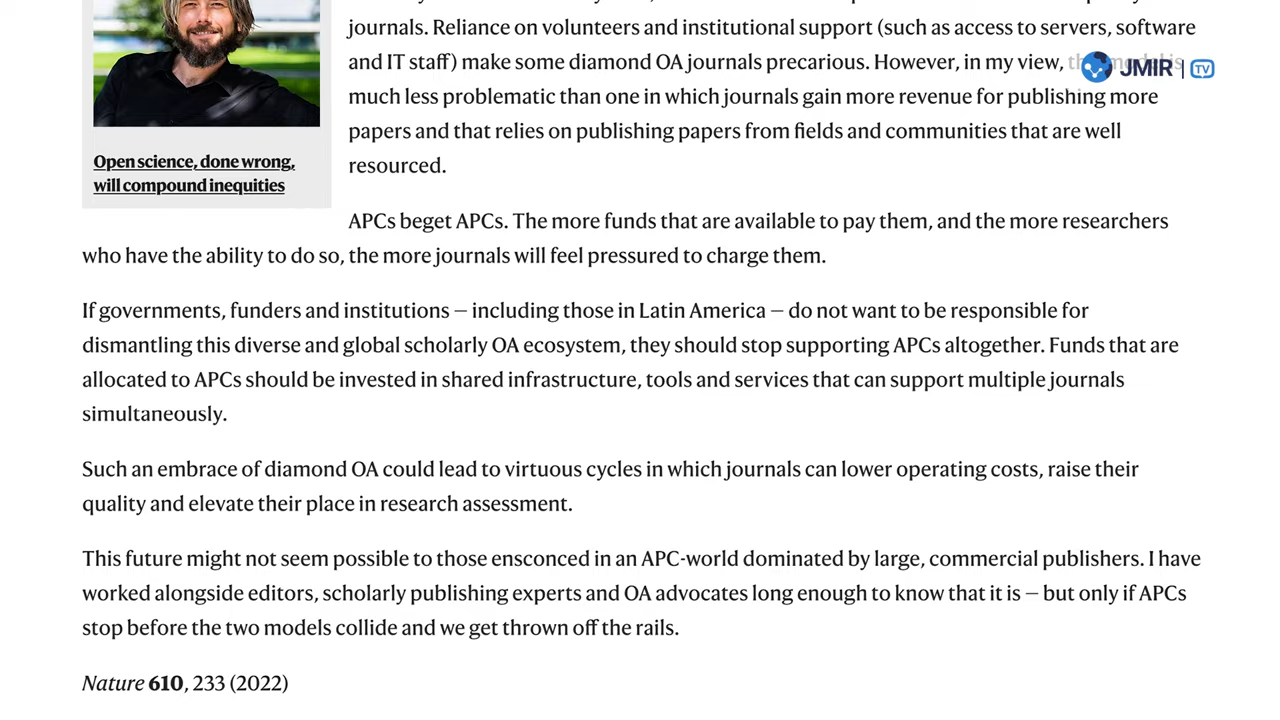 journals. Reliance on volunteers and institutional support (such as access to servers, software
and IT staff) make some diamond OA journals precarious. However, in my view,
JMIR | TV
much less problematic than one in which journals gain more revenue for publishing more
papers and that relies on publishing papers from fields and communities that are well
resourced.
Open science, done wrong,
will compound inequities
APCs beget APCs. The more funds that are available to pay them, and the more researchers
who have the ability to do so, the more journals will feel pressured to charge them.
If governments, funders and institutions — including those in Latin America — do not want to be responsible for
dismantling this diverse and global scholarly OA ecosystem, they should stop supporting APCs altogether. Funds that are
allocated to APCs should be invested in shared infrastructure, tools and services that can support multiple journals
simultaneously.
Such an embrace of diamond OA could lead to virtuous cycles in which journals can lower operating costs, raise their
quality and elevate their place in research assessment.
This future might not seem possible to those ensconced in an APC-world dominated by large, commercial publishers. I have
worked alongside editors, scholarly publishing experts and OA advocates long enough to know that it is — but only if APCs
stop before the two models collide and we get thrown off the rails.
Nature 610, 233 (2022)